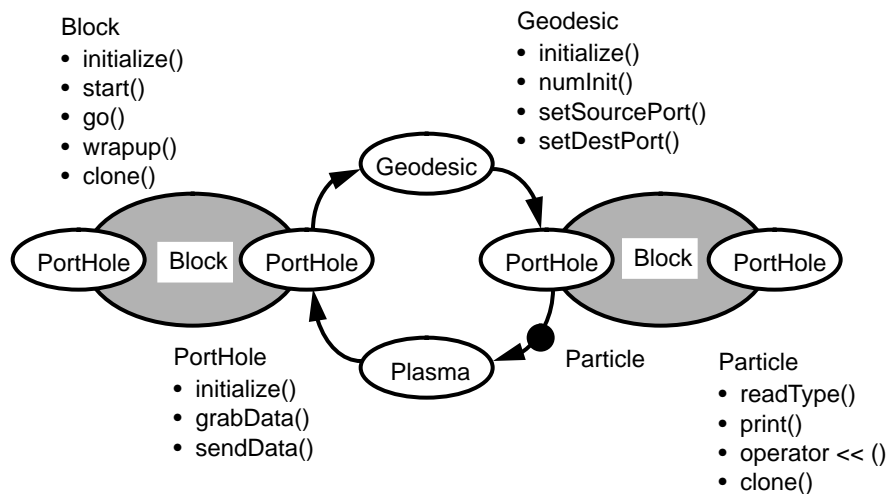 Block
• initialize()
• start()
• go()
• wrapup()
• clone()
Geodesic
• initialize()
• numInit()
• setSourcePort()
• setDestPort()
Geodesic
PortHole
Block
PortHole
PortHole
Block
PortHole
Plasma
Particle
PortHole
• initialize()
• grabData()
• sendData()
Particle
• readType()
• print()
• operator << ()
• clone()